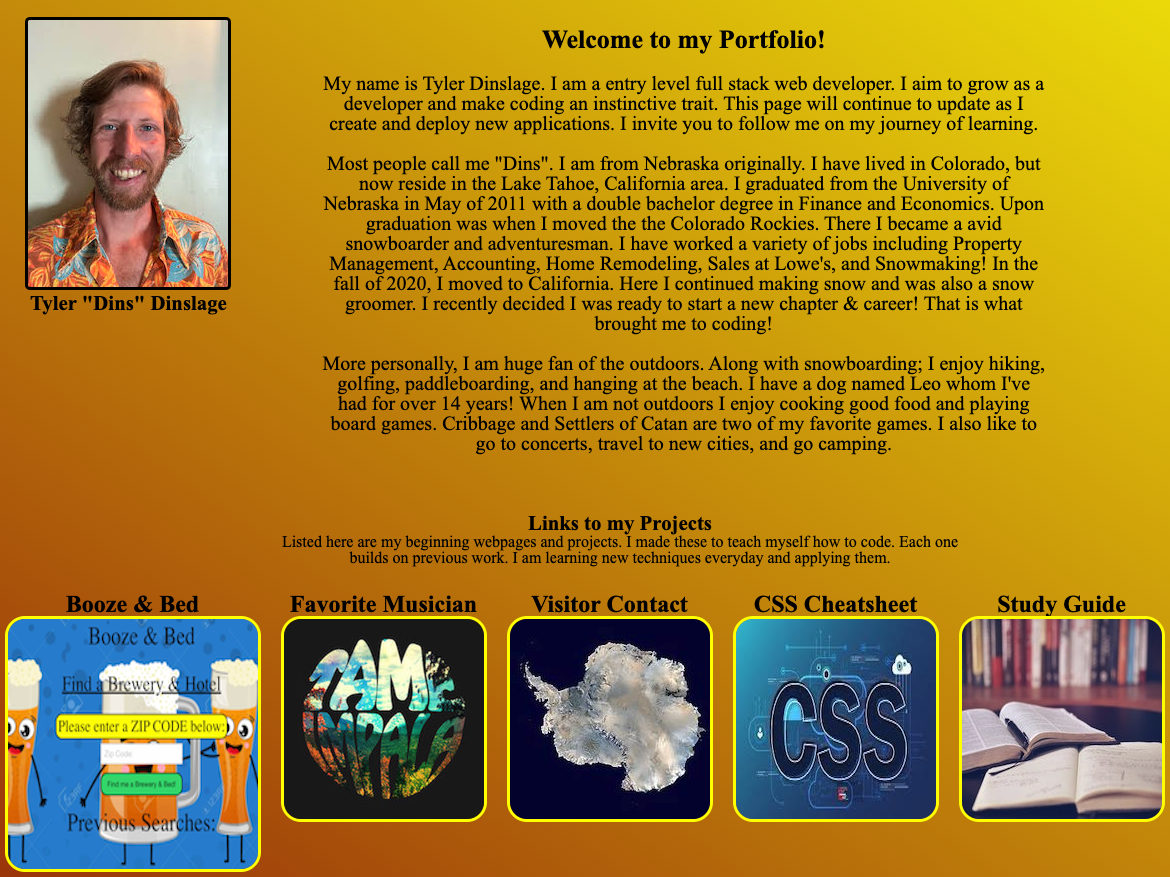 Welcome to my Portfolio!
My name is Tyler Dinslage. I am a entry level full stack web developer. I aim to grow as a
developer and make coding an instinctive trait. This page will continue to update as I
create and deploy new applications. I invite you to follow me on my journey of learning.
Most people call me "Dins". I am from Nebraska originally. I have lived in Colorado, but
now reside in the Lake Tahoe, California area. I graduated from the University of
Nebraska in May of 2011 with a double bachelor degree in Finance and Economics. Upon
graduation was when I moved the the Colorado Rockies. There I became a avid
snowboarder and adventuresman. I have worked a variety of jobs including Property
Management, Accounting, Home Remodeling, Sales at Lowe's, and Snowmaking! In the
fall of 2020, I moved to California. Here I continued making snow and was also a snow
groomer. I recently decided I was ready to start a new chapter & career! That is what
brought me to coding!
More personally, I am huge fan of the outdoors. Along with snowboarding; I enjoy hiking,
golfing, paddleboarding, and hanging at the beach. I have a dog named Leo whom I've
had for over 14 years! When I am not outdoors I enjoy cooking good food and playing
board games. Cribbage and Settlers of Catan are two of my favorite games. I also like to
go to concerts, travel to new cities, and go camping.
Tyler "Dins" Dinslage
Links to my Projects
Listed here are my beginning webpages and projects. I made these to teach myself how to code. Each one
builds on previous work. I am learning new techniques everyday and applying them.
Booze & Bed
Booze & Bed
Find a Brewery & Hotel
Please enter a ZIP CODE below:
Zip Code:
Find me a Brewery & Bed!
Previous Searches:
Favorite Musician
TAME
IMPALA
Visitor Contact
CSS Cheatsheet
CSS
Study Guide